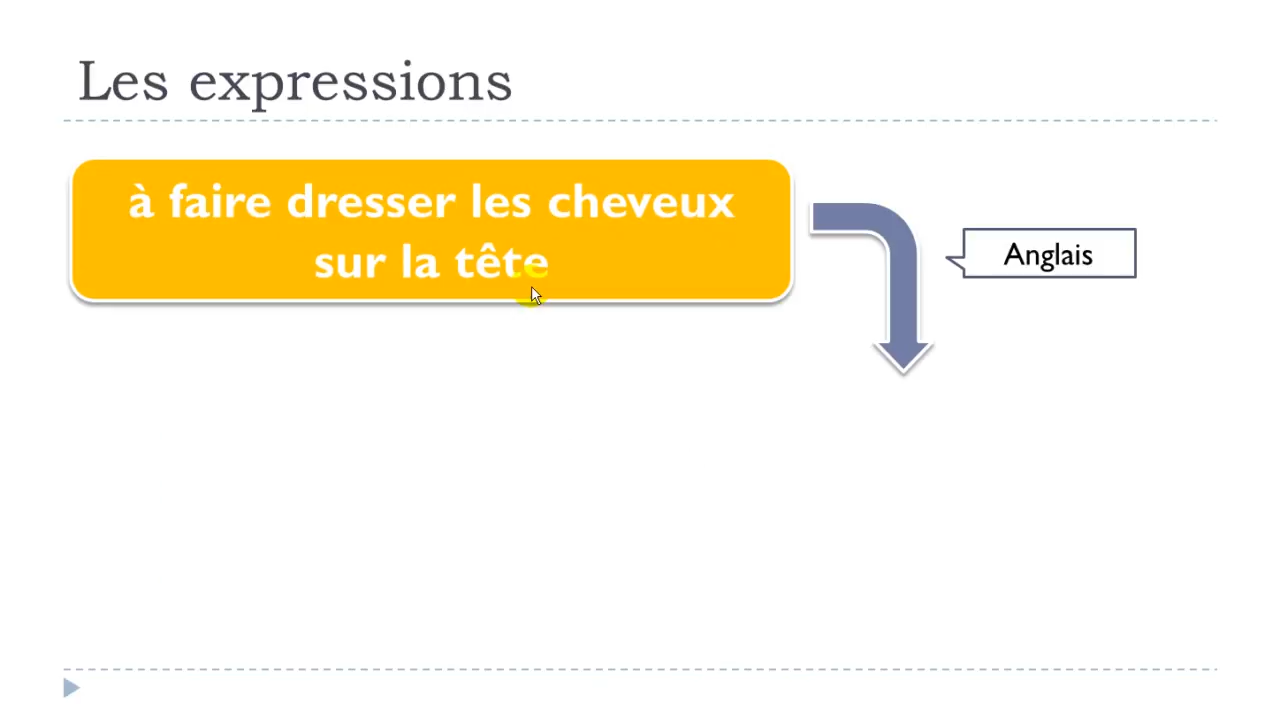 Les expressions
à faire dresser les cheveux
sur la tête
Anglais